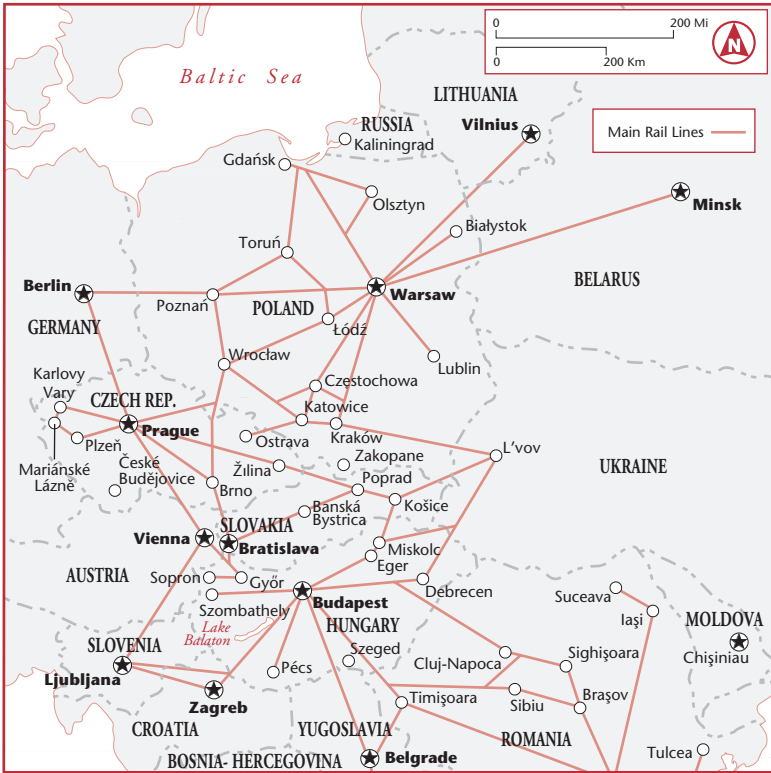 0 200 Mi
0 200 Km
N
Baltic Sea
LITHUANIA
Vilnius
RUSSIA
Kaliningrad
Main Rail Lines
Gdańsk
Olsztyn
Minsk
Toruń
Białystok
Berlin
Poznań
POLAND
Warsaw
BELARUS
GERMANY
Łódź
Wrocław
Lublin
Karlovy
Vary
CZECH REP.
Częstochowa
Katowice
Prague
Kraków
Plzeň
Ostrava
Mariánské
Lázně
České
Budějovice
Žilina
Zakopane
L'vov
UKRAINE
Brno
Poprad
Banská
Bystrica
Košice
SLOVAKIA
Vienna
Bratislava
Miskolc
Eger
AUSTRIA
Sopron
Győr
Debrecen
Szombathely
Budapest
Suceava
Iaşi
Lake
Balaton
HUNGARY
MOLDOVA
Chişiniau
SLOVENIA
Szeged
Cluj-Napoca
Sighişoara
Ljubljana
Pécs
Zagreb
Timişoara
Sibiu
Braşov
CROATIA
YUGOSLAVIA
ROMANIA
Tulcea
BOSNIA- HERCEGOVINA
Belgrade